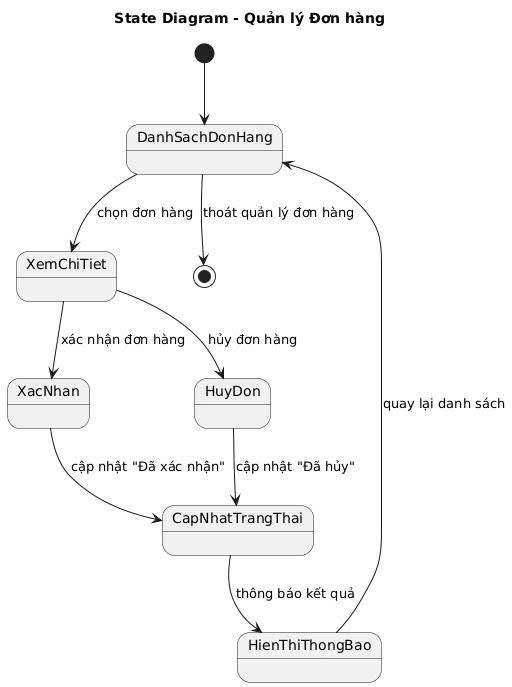 State Diagram - Quản lý Đơn hàng
DanhSachDonHang
chọn đơn hàng
thoát quản lý đơn hàng
XemChiTiet
xác nhận đơn hàng
hủy đơn hàng
XacNhan
HuyDon
quay lại danh sách
cập nhật "Đã xác nhận"
cập nhật "Đã hủy"
CapNhatTrangThai
thông báo kết quả
HienThiThongBao